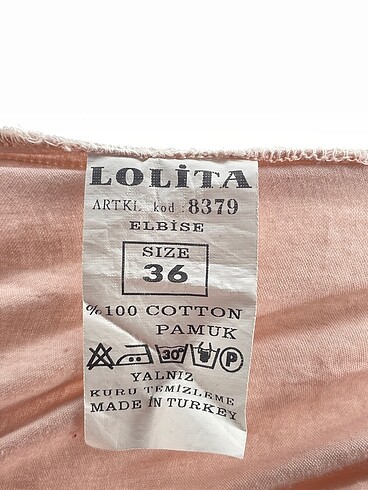 LOLİTA
ARTKL kod : 8379
ELBİSE
SIZE
36
%100 COTTON
PAMUK
30° P
YALNIZ
KURU TEMİZLEME
MADE IN TURKEY